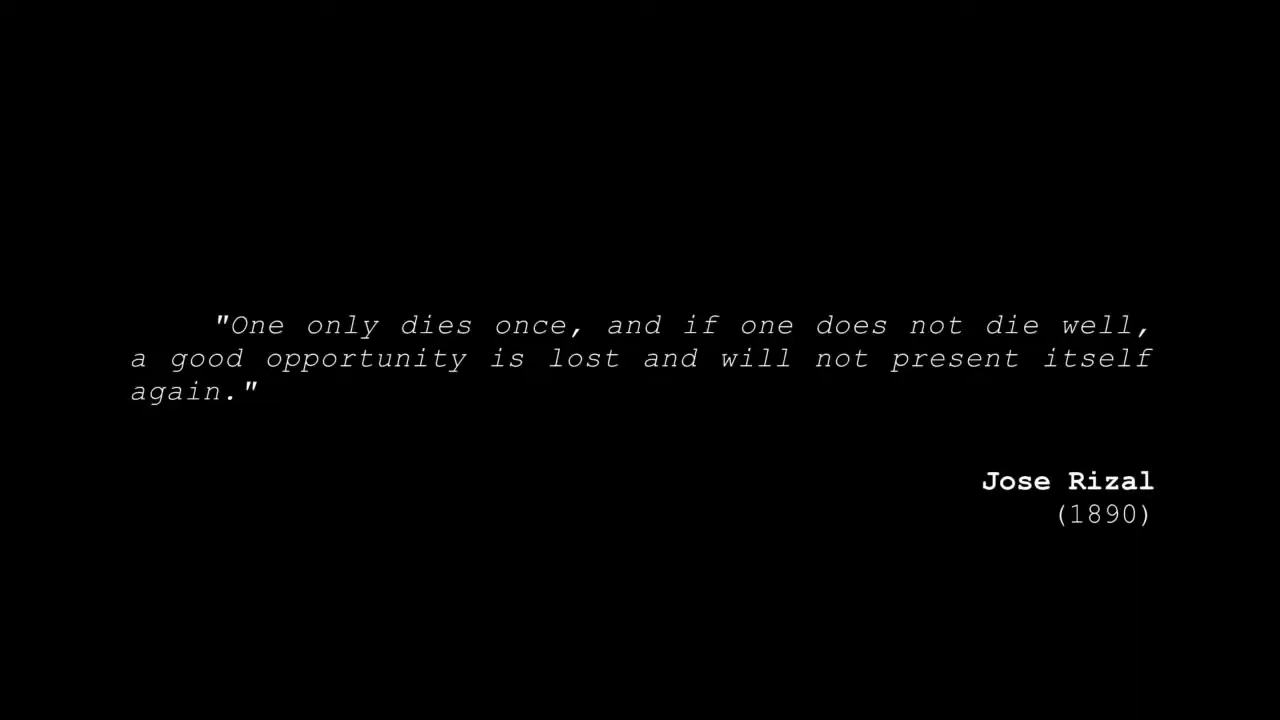 "One only dies once, and if one does not die well,
a good opportunity is lost and will not present itself
again."
Jose Rizal
(1890)